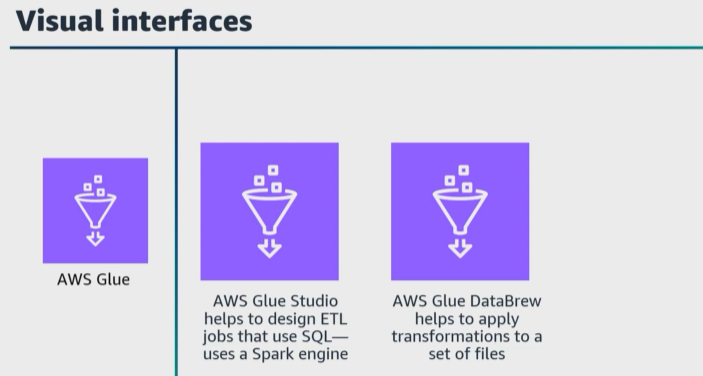 Visual interfaces
AWS Glue
AWS Glue Studio
helps to design ETL
jobs that use SQL—
uses a Spark engine
AWS Glue DataBrew
helps to apply
transformations to a
set of files